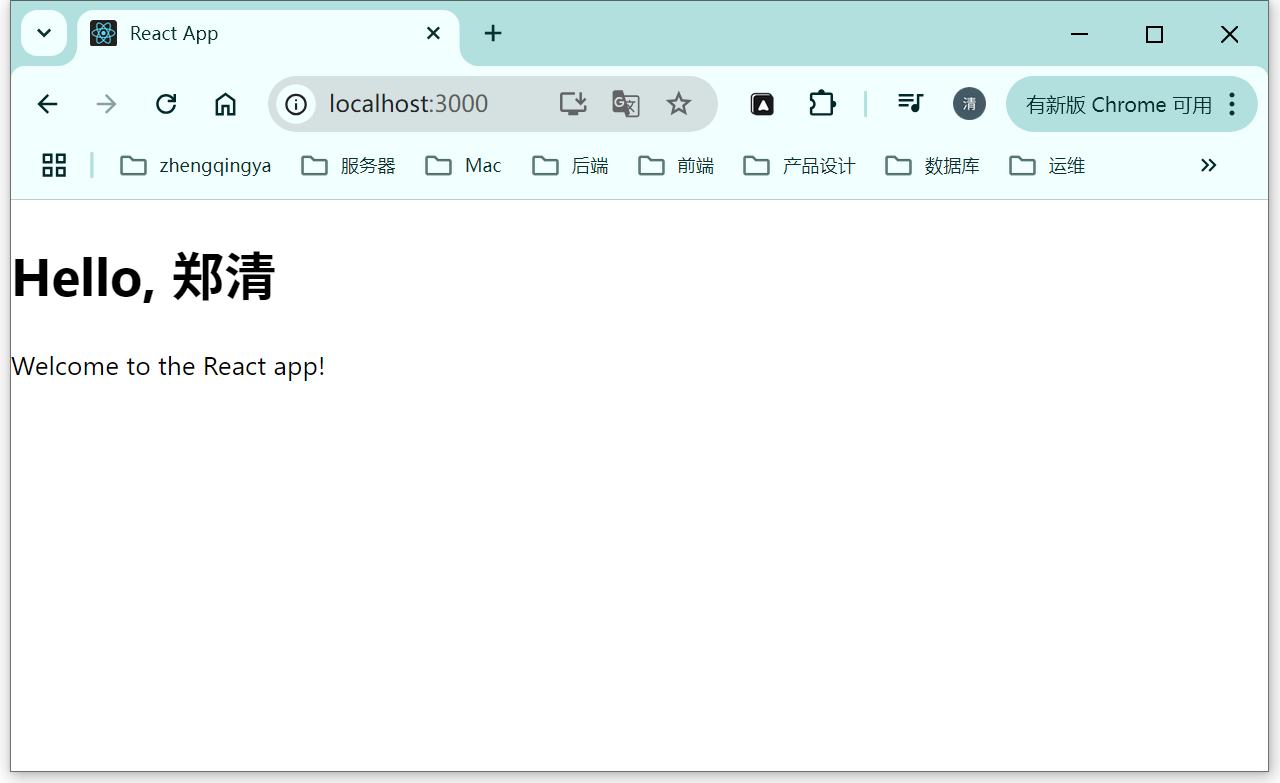 React App
localhost:3000
清
有新版 Chrome 可用
zhengqingya 服务器 Mac 后端 前端 产品设计 数据库 运维
Hello, 郑清
Welcome to the React app!